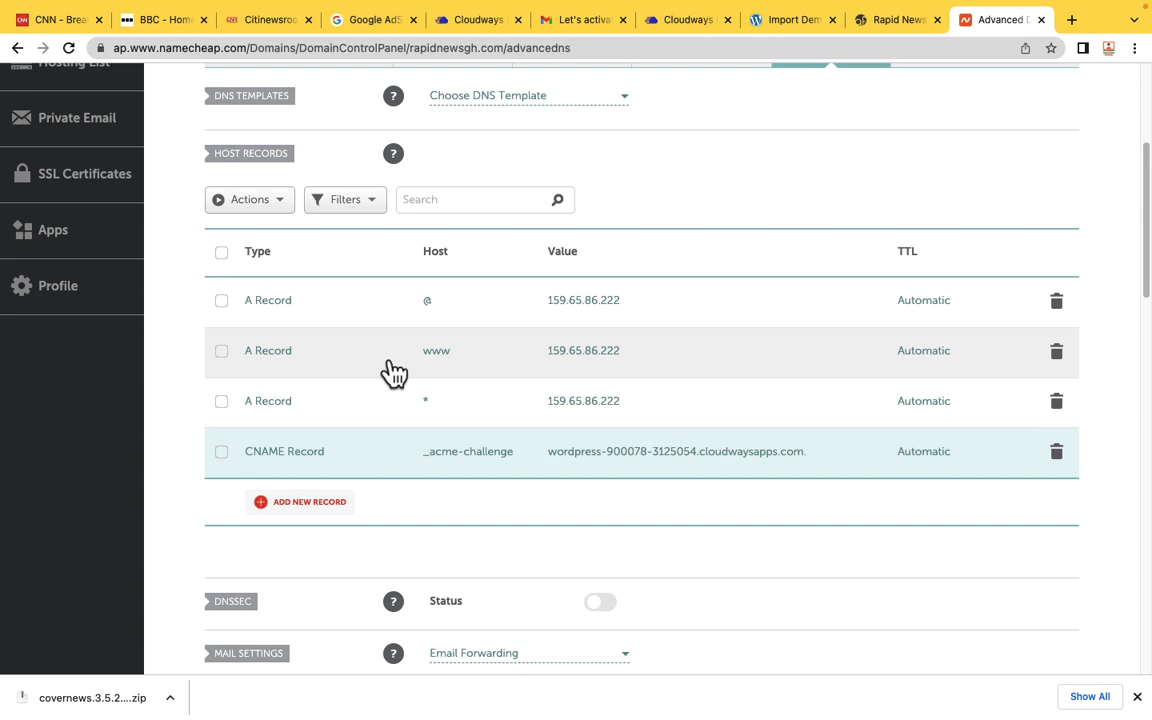 CNN - Brea
BBC - Home
Citinewsroo
Google AdS
Cloudways
Let's activa
Cloudways
Import Dem
Rapid News
Advanced D
ap.www.namecheap.com/Domains/DomainControlPanel/rapidnewsgh.com/advancedns
Hosting List
Private Email
SSL Certificates
Apps
Profile
DNS TEMPLATES ? Choose DNS Template
HOST RECORDS ?
Actions Filters Search
Type Host Value TTL
A Record @ 159.65.86.222 Automatic
A Record www 159.65.86.222 Automatic
A Record * 159.65.86.222 Automatic
CNAME Record _acme-challenge wordpress-900078-3125054.cloudwaysapps.com. Automatic
ADD NEW RECORD
DNSSEC ? Status
MAIL SETTINGS ? Email Forwarding
covernews.3.5.2....zip
Show All